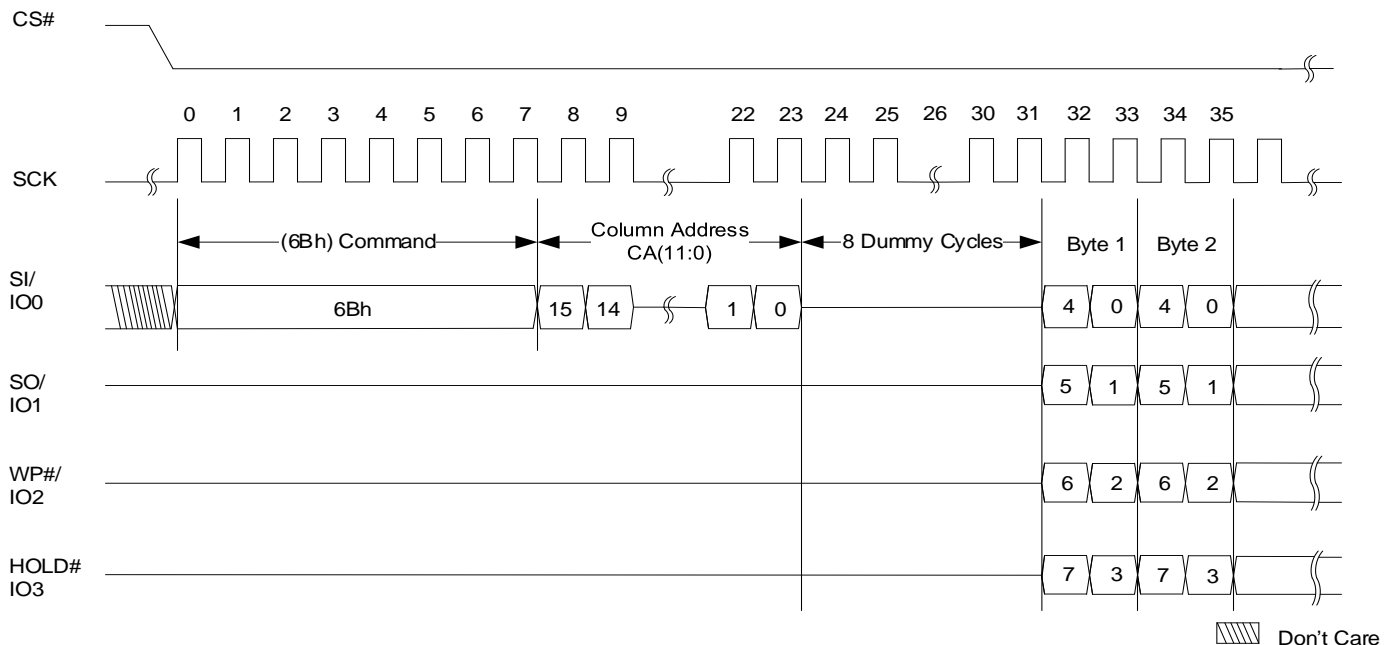 CS#
0 1 2 3 4 5 6 7 8 9 22 23 24 25 26 30 31 32 33 34 35
SCK
(6Bh) Command
Column Address
CA(11:0)
8 Dummy Cycles
Byte 1
Byte 2
SI/
IO0
6Bh 15 14 1 0 4 0 4 0
SO/
IO1
5 1 5 1
WP#/
IO2
6 2 6 2
HOLD#
IO3
7 3 7 3
Don't Care